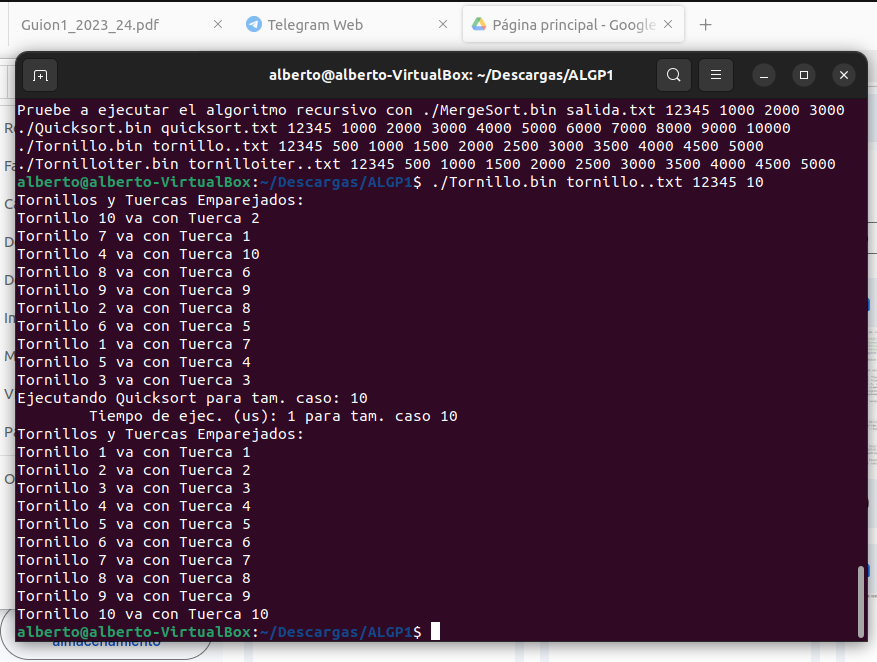 Guion1_2023_24.pdf
Telegram Web
Página principal - Google
alberto@alberto-VirtualBox: ~/Descargas/ALGP1
Pruebe a ejecutar el algoritmo recursivo con ./MergeSort.bin salida.txt 12345 1000 2000 3000
./Quicksort.bin quicksort.txt 12345 1000 2000 3000 4000 5000 6000 7000 8000 9000 10000
./Tornillo.bin tornillo..txt 12345 500 1000 1500 2000 2500 3000 3500 4000 4500 5000
./Tornilloiter.bin tornilloiter..txt 12345 500 1000 1500 2000 2500 3000 3500 4000 4500 5000
alberto@alberto-VirtualBox:~/Descargas/ALGP1$ ./Tornillo.bin tornillo..txt 12345 10
Tornillos y Tuercas Emparejados:
Tornillo 10 va con Tuerca 2
Tornillo 7 va con Tuerca 1
Tornillo 4 va con Tuerca 10
Tornillo 8 va con Tuerca 6
Tornillo 9 va con Tuerca 9
Tornillo 2 va con Tuerca 8
Tornillo 6 va con Tuerca 5
Tornillo 1 va con Tuerca 7
Tornillo 5 va con Tuerca 4
Tornillo 3 va con Tuerca 3
Ejecutando Quicksort para tam. caso: 10
Tiempo de ejec. (us): 1 para tam. caso 10
Tornillos y Tuercas Emparejados:
Tornillo 1 va con Tuerca 1
Tornillo 2 va con Tuerca 2
Tornillo 3 va con Tuerca 3
Tornillo 4 va con Tuerca 4
Tornillo 5 va con Tuerca 5
Tornillo 6 va con Tuerca 6
Tornillo 7 va con Tuerca 7
Tornillo 8 va con Tuerca 8
Tornillo 9 va con Tuerca 9
Tornillo 10 va con Tuerca 10
alberto@alberto-VirtualBox:~/Descargas/ALGP1$
almacenamiento